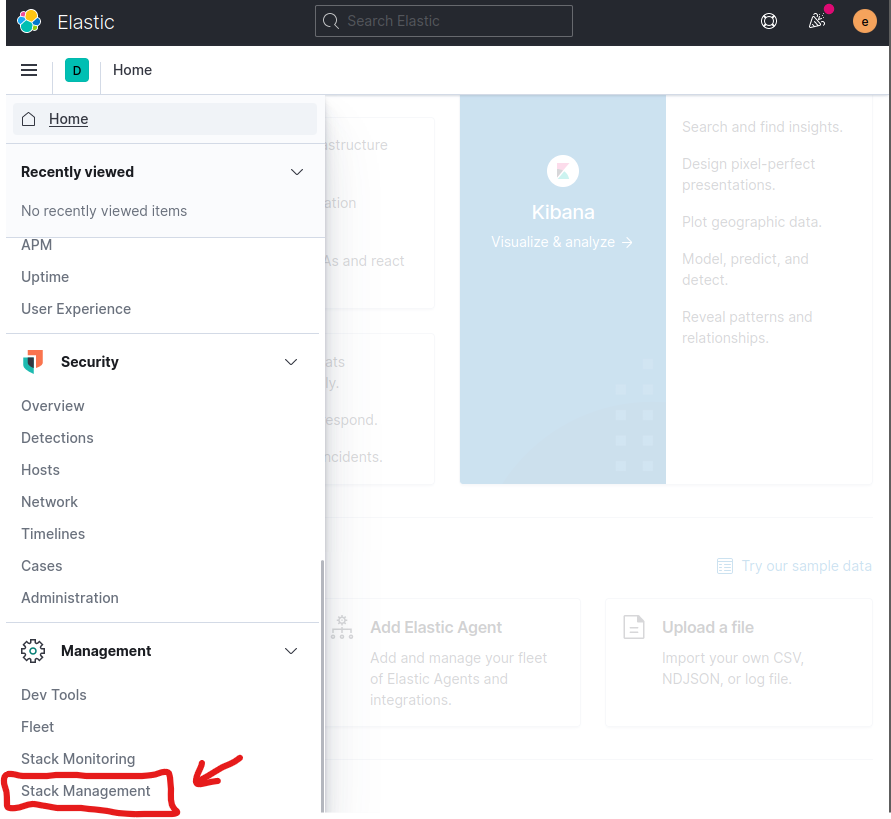 Elastic
Search Elastic
e
D
Home
Home
Recently viewed
No recently viewed items
APM
Uptime
User Experience
Security
Overview
Detections
Hosts
Network
Timelines
Cases
Administration
Management
Dev Tools
Fleet
Stack Monitoring
Stack Management
astructure
ation
As and react
ats
ly.
espond.
ncidents.
Kibana
Visualize & analyze →
Search and find insights.
Design pixel-perfect
presentations.
Plot geographic data.
Model, predict, and
detect.
Reveal patterns and
relationships.
Try our sample data
Add Elastic Agent
Add and manage your fleet
of Elastic Agents and
integrations.
Upload a file
Import your own CSV,
NDJSON, or log file.